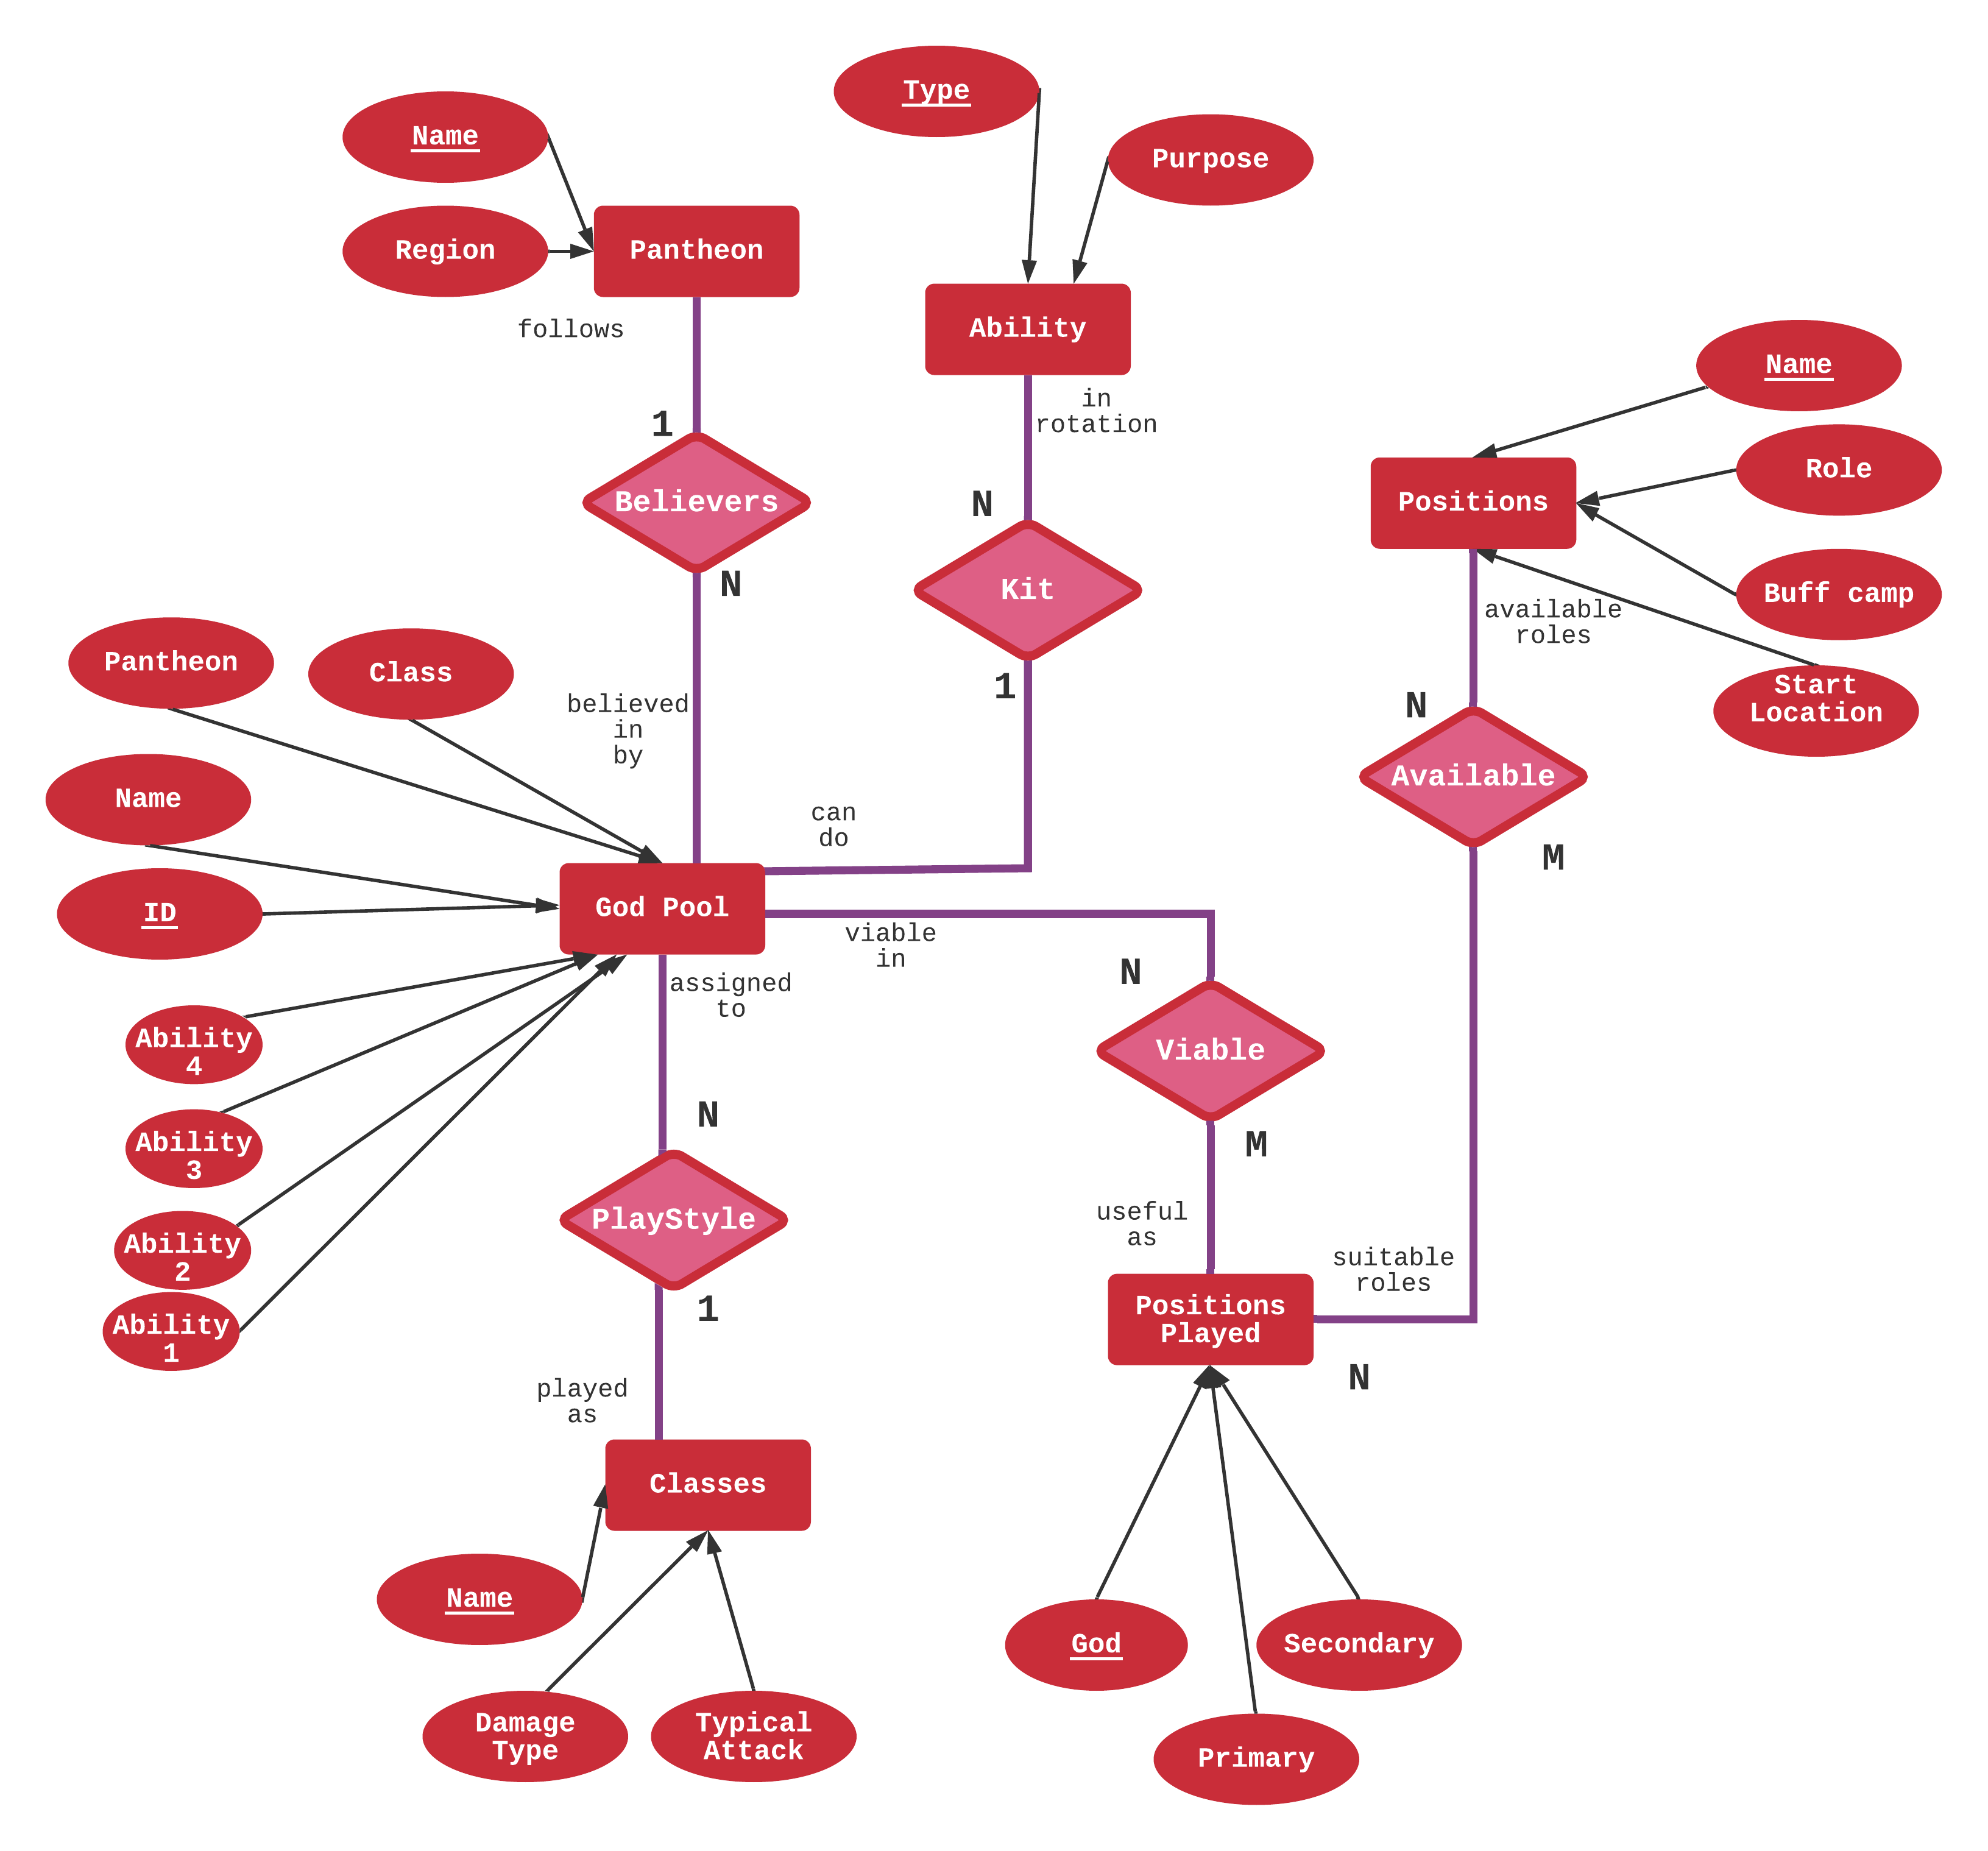 Type
Name
Purpose
Region
Pantheon
follows
Ability
Name
in
rotation
1
Believers
N
Role
Positions
N
Kit
Buff camp
available
roles
Pantheon
Class
believed
in
by
1
N
Start
Location
Available
Name
can
do
M
ID
God Pool
viable
in
assigned
to
N
Ability
4
Viable
N
Ability
3
M
PlayStyle
useful
as
Ability
2
suitable
roles
1
Positions
Played
Ability
1
N
played
as
Classes
Name
God
Secondary
Damage
Type
Typical
Attack
Primary